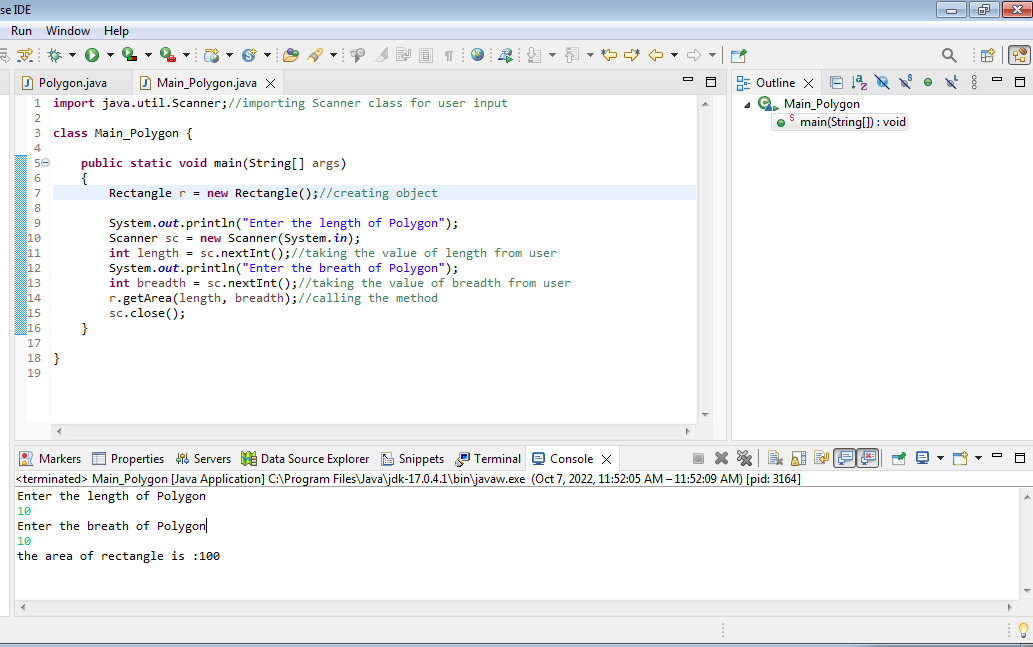 se IDE
Run Window Help
Polygon.java Main_Polygon.java
1 import java.util.Scanner;//importing Scanner class for user input
2
3 class Main_Polygon {
4
5 public static void main(String[] args)
6 {
7 Rectangle r = new Rectangle();//creating object
8
9 System.out.println("Enter the length of Polygon");
10 Scanner sc = new Scanner(System.in);
11 int length = sc.nextInt();//taking the value of length from user
12 System.out.println("Enter the breath of Polygon");
13 int breadth = sc.nextInt();//taking the value of breadth from user
14 r.getArea(length, breadth);//calling the method
15 sc.close();
16 }
17
18 }
19
Outline
Main_Polygon
main(String[]) : void
Markers Properties Servers Data Source Explorer Snippets Terminal Console
<terminated> Main_Polygon [Java Application] C:\Program Files\Java\jdk-17.0.4.1\bin\javaw.exe (Oct 7, 2022, 11:52:05 AM – 11:52:09 AM) [pid: 3164]
Enter the length of Polygon
10
Enter the breath of Polygon
10
the area of rectangle is :100